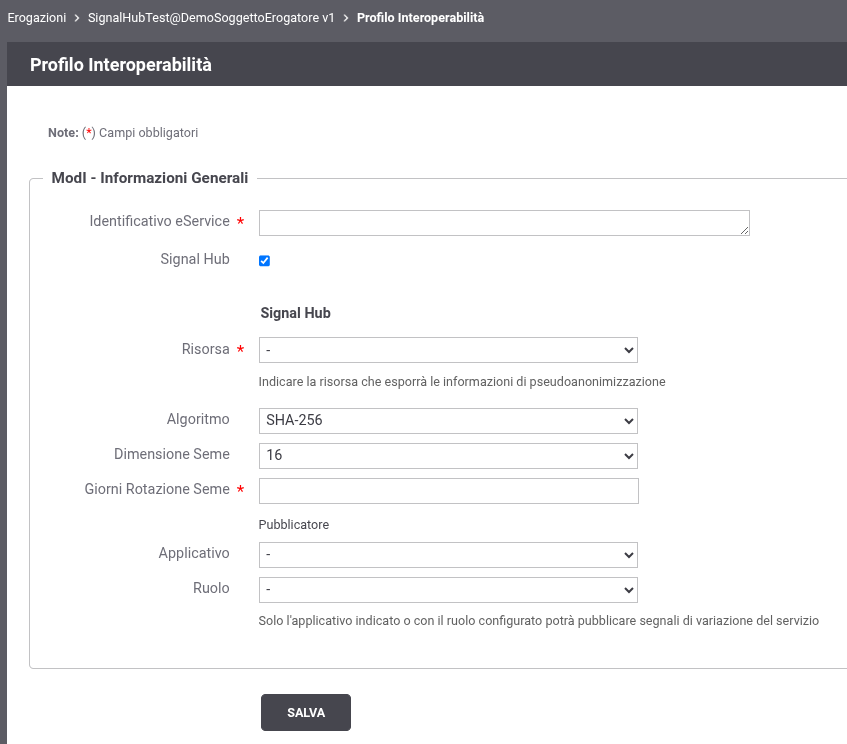 Erogazioni > SignalHubTest@DemoSoggettoErogatore v1 > Profilo Interoperabilità
Profilo Interoperabilità
Note: (*) Campi obbligatori
ModI - Informazioni Generali
Identificativo eService *
Signal Hub
Signal Hub
Risorsa * -
Indicare la risorsa che esporrà le informazioni di pseudoanonimizzazione
Algoritmo SHA-256
Dimensione Seme 16
Giorni Rotazione Seme *
Pubblicatore
Applicativo -
Ruolo -
Solo l'applicativo indicato o con il ruolo configurato potrà pubblicare segnali di variazione del servizio
SALVA